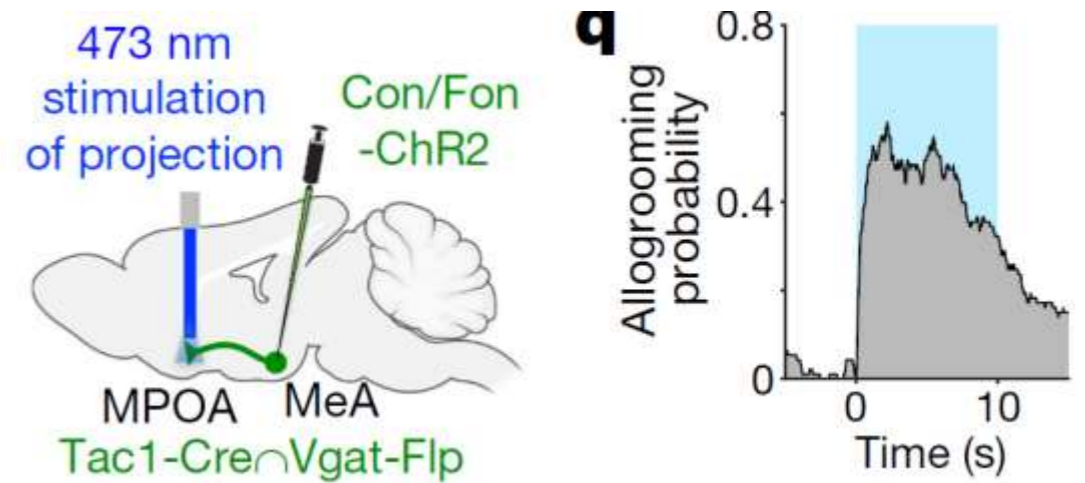 473 nm
stimulation
of projection
Con/Fon
-ChR2
MPOA
MeA
Tac1-Cre∩Vgat-Flp
q
Allogrooming
probability
0.8
0.4
0
0
10
Time (s)